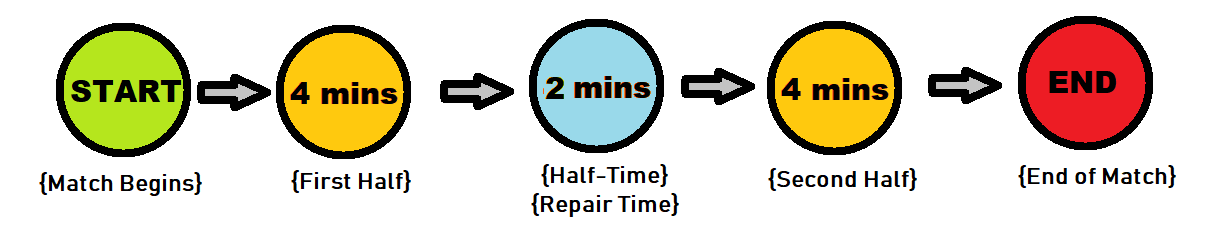 START
4 mins
2 mins
4 mins
END
{Match Begins}
{First Half}
{Half-Time}
{Repair Time}
{Second Half}
{End of Match}